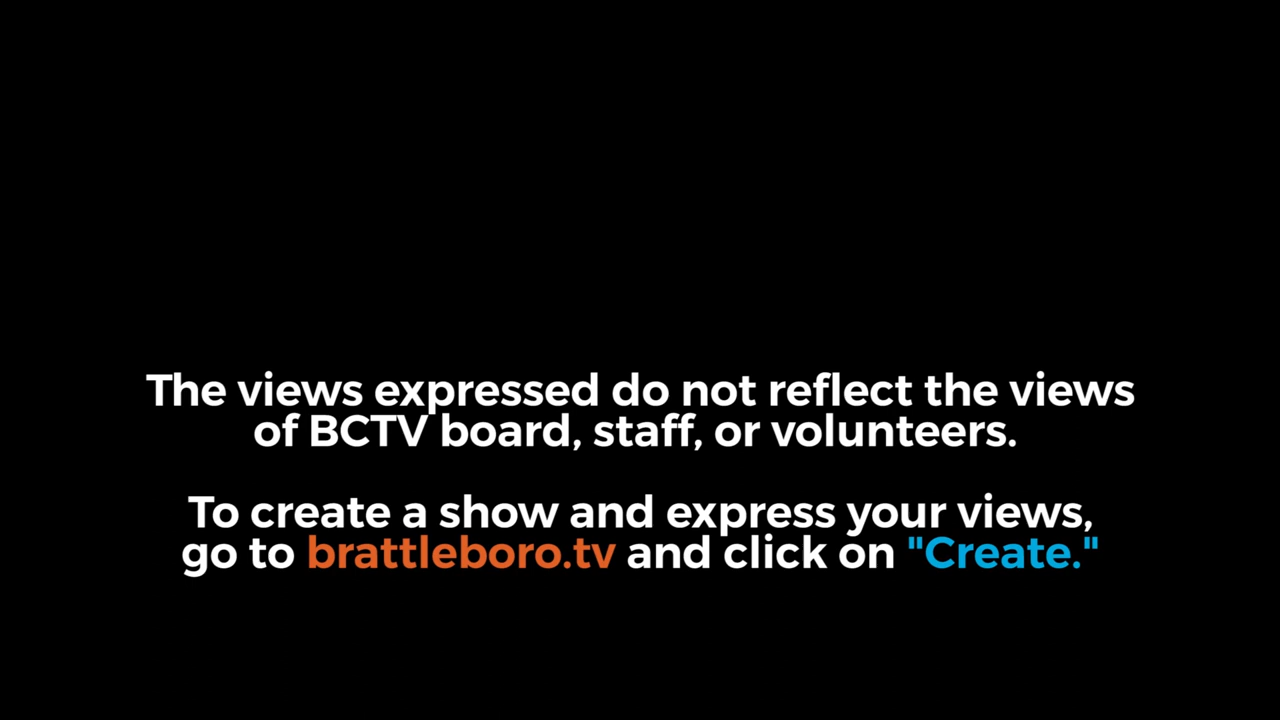 The views expressed do not reflect the views
of BCTV board, staff, or volunteers.
To create a show and express your views,
go to brattleboro.tv and click on "Create."